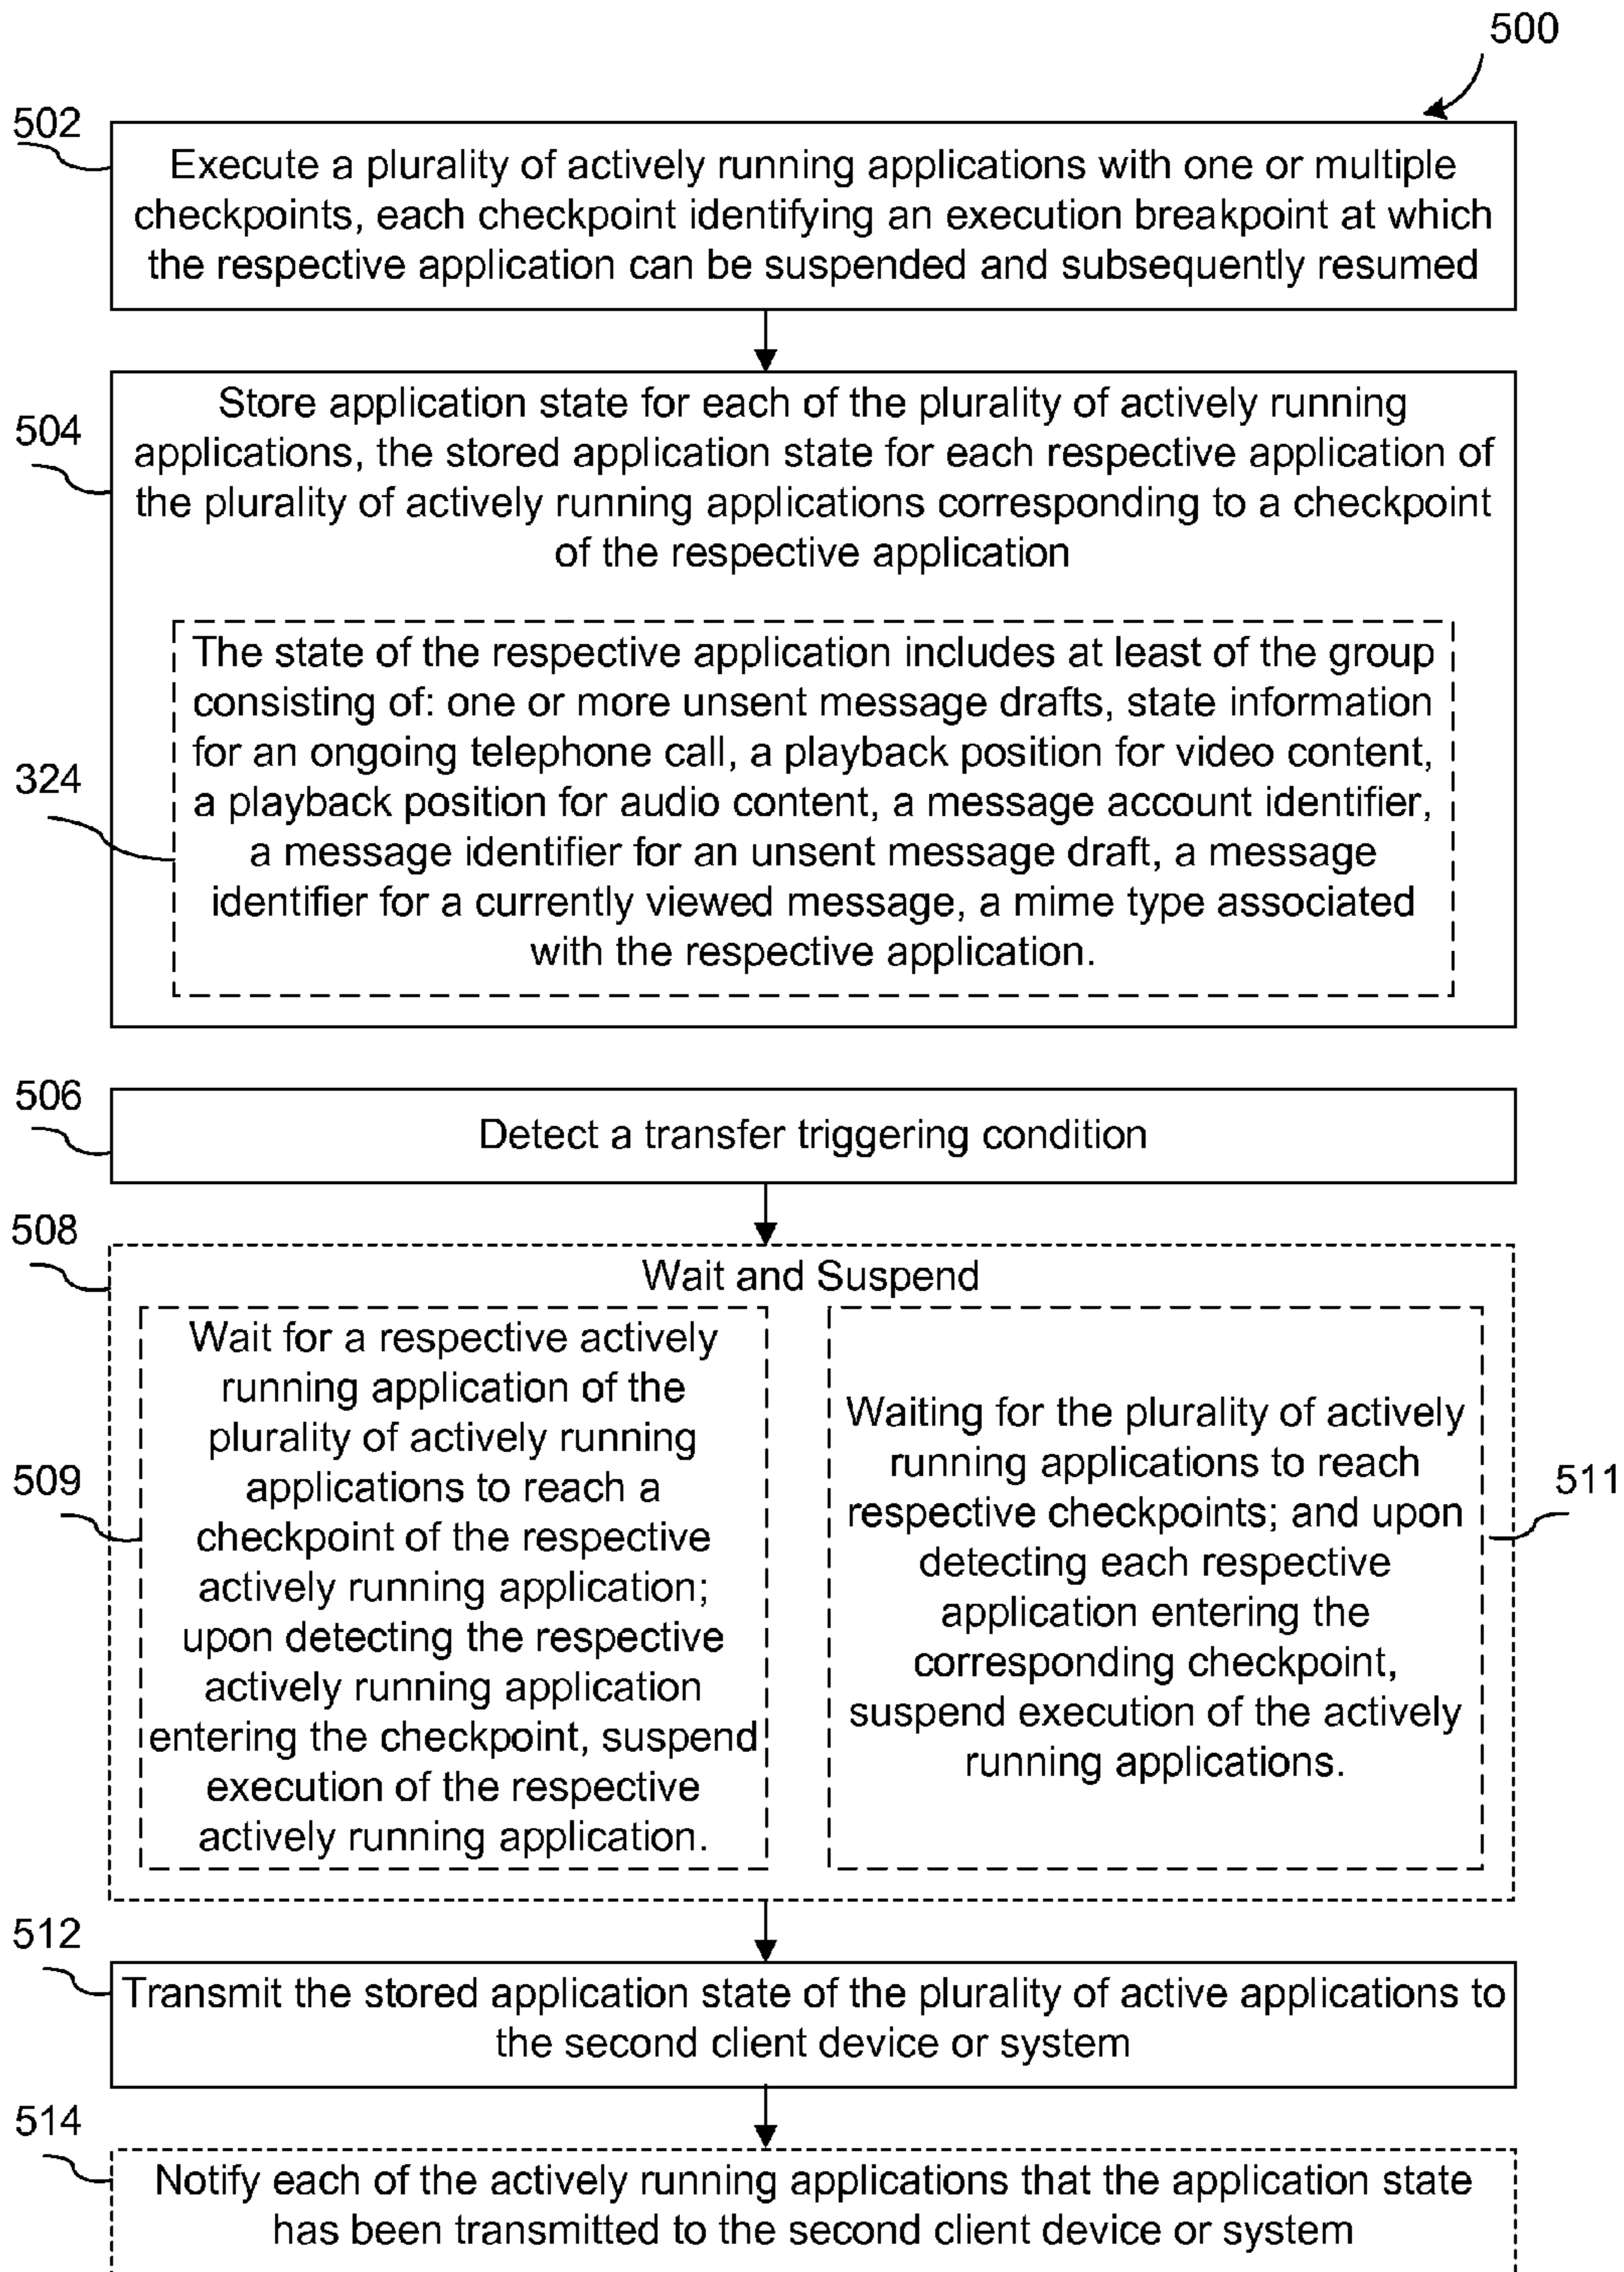 500
502
Execute a plurality of actively running applications with one or multiple
checkpoints, each checkpoint identifying an execution breakpoint at which
the respective application can be suspended and subsequently resumed
504
Store application state for each of the plurality of actively running
applications, the stored application state for each respective application of
the plurality of actively running applications corresponding to a checkpoint
of the respective application
324
The state of the respective application includes at least of the group
consisting of: one or more unsent message drafts, state information
for an ongoing telephone call, a playback position for video content,
a playback position for audio content, a message account identifier,
a message identifier for an unsent message draft, a message
identifier for a currently viewed message, a mime type associated
with the respective application.
506
Detect a transfer triggering condition
508
Wait and Suspend
509
Wait for a respective actively
running application of the
plurality of actively running
applications to reach a
checkpoint of the respective
actively running application;
upon detecting the respective
actively running application
entering the checkpoint, suspend
execution of the respective
actively running application.
511
Waiting for the plurality of actively
running applications to reach
respective checkpoints; and upon
detecting each respective
application entering the
corresponding checkpoint,
suspend execution of the actively
running applications.
512
Transmit the stored application state of the plurality of active applications to
the second client device or system
514
Notify each of the actively running applications that the application state
has been transmitted to the second client device or system